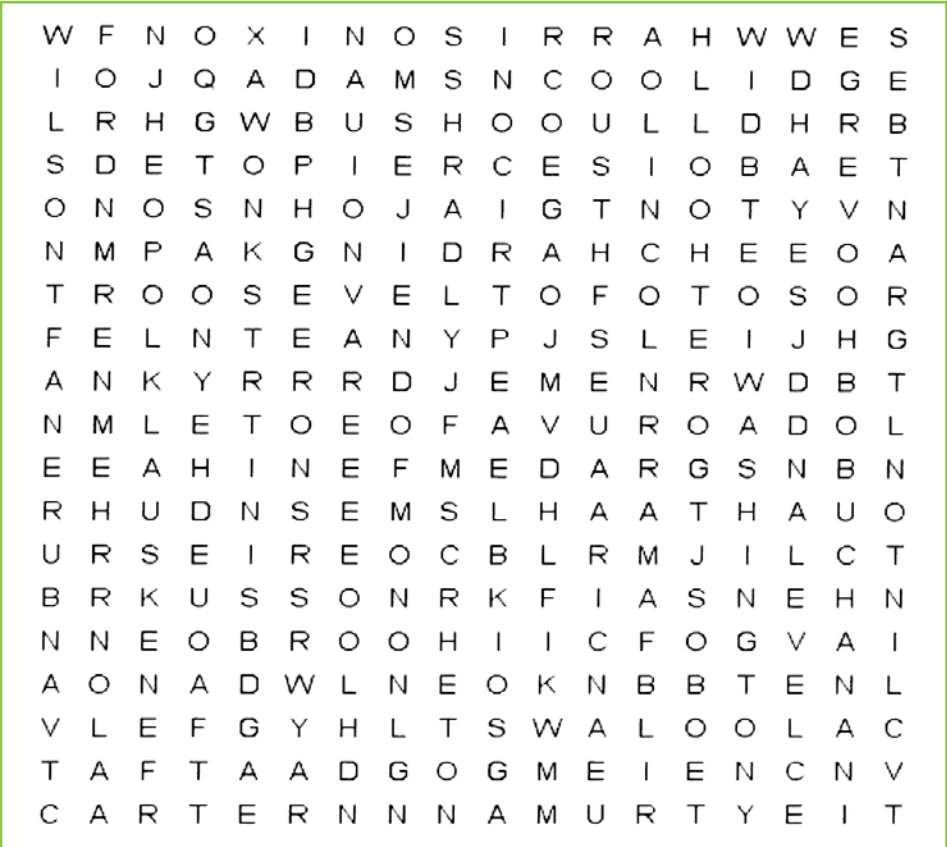 W F N O X I N O S I R R A H W W E S
I O J Q A D A M S N C O O L I D G E
L R H G W B U S H O O U L L D H R B
S D E T O P I E R C E S I O B A E T
O N O S N H O J A I G T N O T Y V N
N M P A K G N I D R A H C H E E O A
T R O O S E V E L T O F O T O S O R
F E L N T E A N Y P J S L E I J H G
A N K Y R R R D J E M E N R W D B T
N M L E T O E O F A V U R O A D O L
E E A H I N E F M E D A R G S N B N
R H U D N S E M S L H A A T H A U O
U R S E I R E O C B L R M J I L C T
B R K U S S O N R K F I A S N E H N
N N E O B R O O H I I C F O G V A I
A O N A D W L N E O K N B B T E N L
V L E F G Y H L T S W A L O O L A C
T A F T A A D G O G M E I E N C N V
C A R T E R N N N A M U R T Y E I T